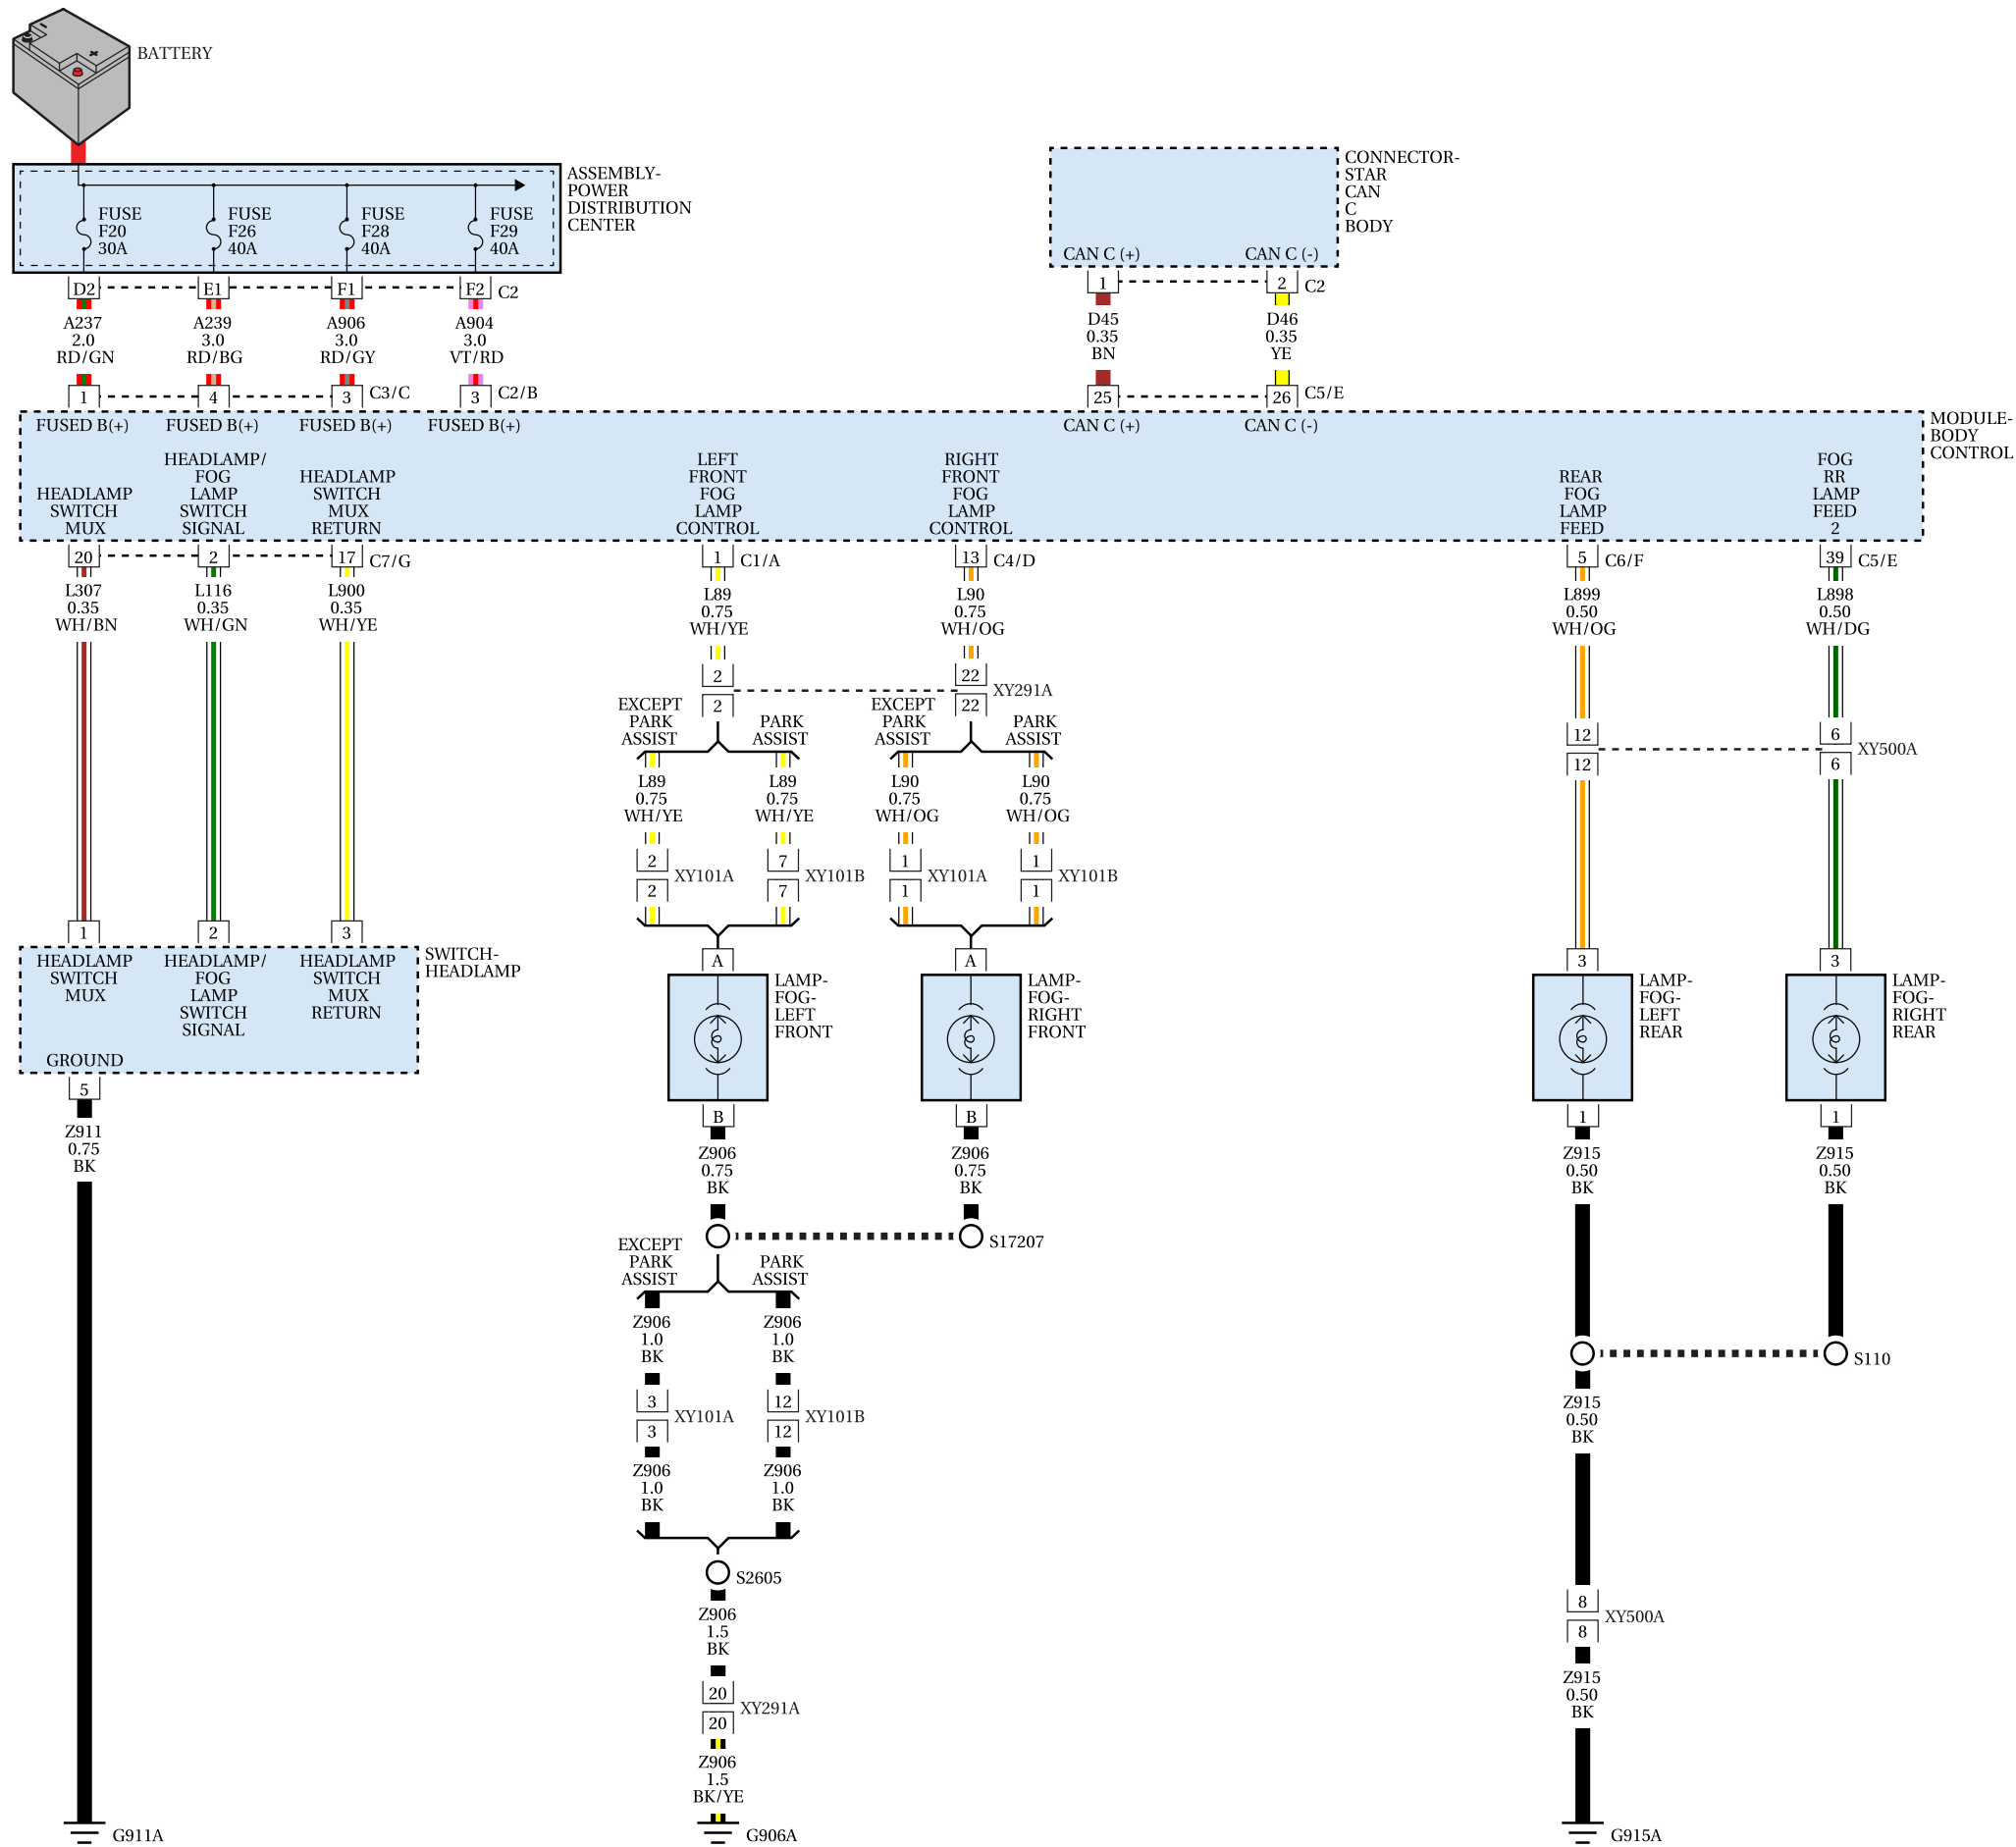 BATTERY
ASSEMBLY-
POWER
DISTRIBUTION
CENTER
FUSE
F20
30A
FUSE
F26
40A
FUSE
F28
40A
FUSE
F29
40A
D2
E1
F1
F2
C2
A237
2.0
RD/GN
A239
3.0
RD/BG
A906
3.0
RD/GY
A904
3.0
VT/RD
1
4
3
C3/C
3
C2/B
CONNECTOR-
STAR
CAN
C
BODY
CAN C (+)
CAN C (-)
1
2
C2
D45
0.35
BN
D46
0.35
YE
25
26
C5/E
MODULE-
BODY
CONTROL
FUSED B(+)
FUSED B(+)
FUSED B(+)
FUSED B(+)
CAN C (+)
CAN C (-)
HEADLAMP
SWITCH
MUX
HEADLAMP/
FOG
LAMP
SWITCH
SIGNAL
HEADLAMP
SWITCH
MUX
RETURN
LEFT
FRONT
FOG
LAMP
CONTROL
RIGHT
FRONT
FOG
LAMP
CONTROL
REAR
FOG
LAMP
FEED
FOG
RR
LAMP
FEED
2
20
2
17
C7/G
1
C1/A
13
C4/D
5
C6/F
39
C5/E
L307
0.35
WH/BN
L116
0.35
WH/GN
L900
0.35
WH/YE
L89
0.75
WH/YE
L90
0.75
WH/OG
L899
0.50
WH/OG
L898
0.50
WH/DG
2
2
22
22
XY291A
12
12
6
6
XY500A
EXCEPT
PARK
ASSIST
PARK
ASSIST
EXCEPT
PARK
ASSIST
PARK
ASSIST
L89
0.75
WH/YE
L89
0.75
WH/YE
L90
0.75
WH/OG
L90
0.75
WH/OG
2
2
XY101A
7
7
XY101B
1
1
XY101A
1
1
XY101B
1
2
3
SWITCH-
HEADLAMP
HEADLAMP
SWITCH
MUX
HEADLAMP/
FOG
LAMP
SWITCH
SIGNAL
HEADLAMP
SWITCH
MUX
RETURN
GROUND
5
Z911
0.75
BK
A
LAMP-
FOG-
LEFT
FRONT
B
A
LAMP-
FOG-
RIGHT
FRONT
B
3
LAMP-
FOG-
LEFT
REAR
1
3
LAMP-
FOG-
RIGHT
REAR
1
Z906
0.75
BK
Z906
0.75
BK
Z915
0.50
BK
Z915
0.50
BK
S17207
EXCEPT
PARK
ASSIST
PARK
ASSIST
Z906
1.0
BK
Z906
1.0
BK
3
3
XY101A
12
12
XY101B
Z906
1.0
BK
Z906
1.0
BK
S2605
Z906
1.5
BK
20
20
XY291A
Z906
1.5
BK/YE
S110
Z915
0.50
BK
8
8
XY500A
Z915
0.50
BK
G911A
G906A
G915A